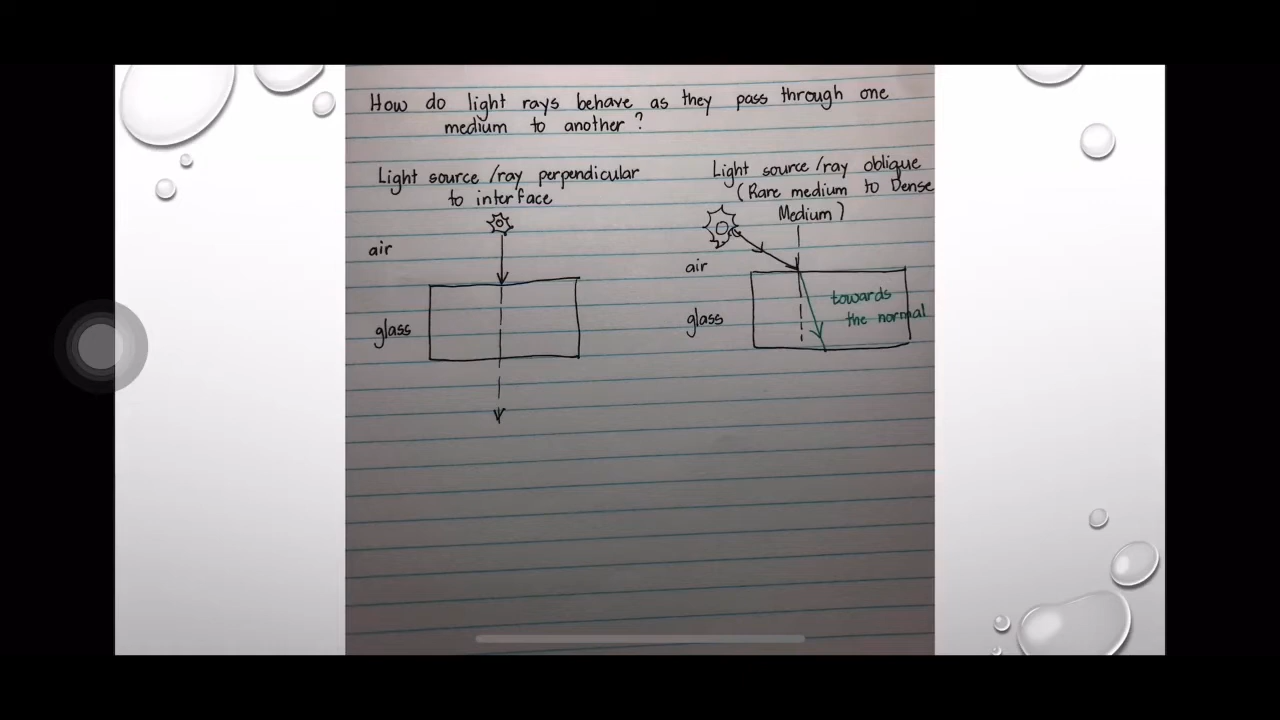 How do light rays behave as they pass through one
medium to another?
Light source/ray perpendicular
to interface
air
glass
Light source/ray oblique
(Rare medium to Dense
Medium)
air
glass
towards
the normal